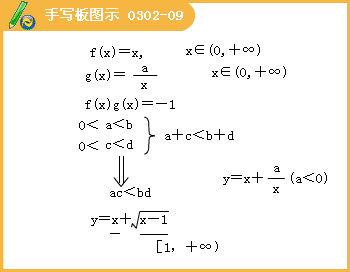 手写板图示 0302-09
f(x)=x, x∈(0,+∞)
g(x)= a/x x∈(0,+∞)
f(x)g(x)=-1
0< a<b
0< c<d } a+c<b+d
⇓
ac<bd
y=x+ a/x (a<0)
y=x+√(x-1)
[1, +∞)